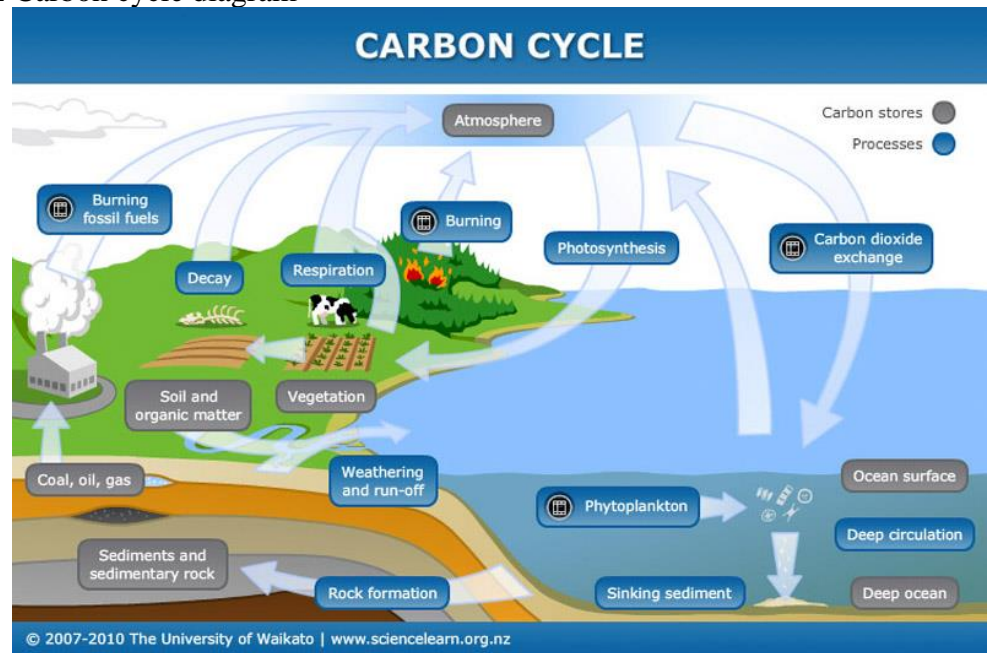 Carbon cycle diagram
CARBON CYCLE
Atmosphere
Carbon stores
Processes
Burning
fossil fuels
Burning
Photosynthesis
Carbon dioxide
exchange
Decay
Respiration
Soil and
organic matter
Vegetation
Coal, oil, gas
Weathering
and run-off
Phytoplankton
Ocean surface
Deep circulation
Sediments and
sedimentary rock
Rock formation
Sinking sediment
Deep ocean
© 2007-2010 The University of Waikato | www.sciencelearn.org.nz